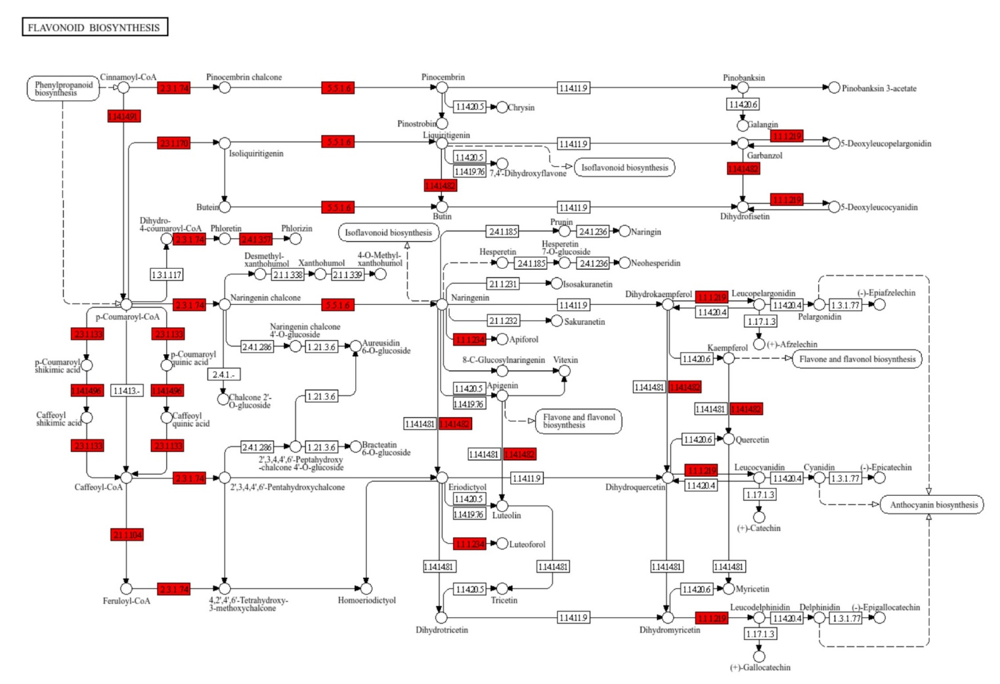 FLAVONOID BIOSYNTHESIS
Phenylpropanoid
biosynthesis
Cinnamoyl-CoA
2.3.1.74
Pinocembrin chalcone
5.5.1.6
Pinocembrin
1.14.11.9
Pinobanksin
Pinobanksin 3-acetate
1.14.20.5
Chrysin
1.14.20.6
1.14.14.91
Pinostrobin
Galangin
2.3.1.170
Isoliquiritigenin
5.5.1.6
Liquiritigenin
1.14.11.9
1.1.1.219
5-Deoxyleucopelargonidin
Garbanzol
1.14.20.5
1.14.19.76
7,4'-Dihydroxyflavone
Isoflavonoid biosynthesis
1.14.14.82
1.14.14.82
Butein
5.5.1.6
Butin
1.14.11.9
1.1.1.219
Dihydrofisetin
5-Deoxyleucocyanidin
Dihydro-
4-coumaroyl-CoA
2.3.1.74
Phloretin
2.4.1.357
Phlorizin
Isoflavonoid biosynthesis
2.4.1.185
Prunin
2.4.1.236
Naringin
1.3.1.117
Desmethyl-
xanthohumol
2.1.1.338
Xanthohumol
2.1.1.339
4-O-Methyl-
xanthohumol
Hesperetin
2.4.1.185
Hesperetin
7-O-glucoside
2.4.1.236
Neohesperidin
2.1.1.231
Isosakuranetin
p-Coumaroyl-CoA
2.3.1.74
Naringenin chalcone
5.5.1.6
Naringenin
1.14.11.9
Dihydrokaempferol
1.1.1.219
1.14.20.4
Leucopelargonidin
1.14.20.4
Pelargonidin
1.3.1.77
(-)-Epiafzelechin
2.1.1.232
Sakuranetin
1.17.1.3
(+)-Afzelechin
1.1.1.234
Apiforol
2.3.1.133
2.3.1.133
2.4.1.286
Naringenin chalcone
4'-O-glucoside
1.21.3.6
Aureusidin
6-O-glucoside
p-Coumaroyl
shikimic acid
p-Coumaroyl
quinic acid
8-C-Glucosylnaringenin
Vitexin
1.14.20.6
Kaempferol
Flavone and flavonol biosynthesis
2.4.1.-
Chalcone 2'-
O-glucoside
1.14.14.96
1.14.13.-
1.14.14.96
1.21.3.6
1.14.20.5
1.14.19.76
Apigenin
1.14.14.81
1.14.14.82
1.14.14.81
1.14.14.82
Caffeoyl
shikimic acid
Caffeoyl
quinic acid
1.14.14.81
1.14.14.82
Flavone and flavonol
biosynthesis
2.3.1.133
2.3.1.133
2.4.1.286
2',3,4,4',6'-Peptahydroxy
-chalcone 4'-O-glucoside
1.21.3.6
Bracteatin
6-O-glucoside
1.14.14.81
1.14.14.82
1.14.20.6
Quercetin
Caffeoyl-CoA
2.3.1.74
2',3,4,4',6'-Pentahydroxychalcone
Eriodictyol
1.14.11.9
Dihydroquercetin
1.1.1.219
1.14.20.4
Leucocyanidin
1.14.20.4
Cyanidin
1.3.1.77
(-)-Epicatechin
1.14.20.5
1.14.19.76
Luteolin
1.17.1.3
(+)-Catechin
Anthocyanin biosynthesis
2.1.1.104
1.1.1.234
Luteoforol
1.14.14.81
1.14.14.81
1.14.14.81
1.14.14.81
Feruloyl-CoA
2.3.1.74
4,2',4',6'-Tetrahydroxy-
3-methoxychalcone
Homoeriodictyol
1.14.20.5
Tricetin
1.14.20.6
Myricetin
Dihydrotricetin
1.14.11.9
Dihydromyricetin
1.1.1.219
Leucodelphinidin
1.14.20.4
Delphinidin
1.3.1.77
(-)-Epigallocatechin
1.17.1.3
(+)-Gallocatechin